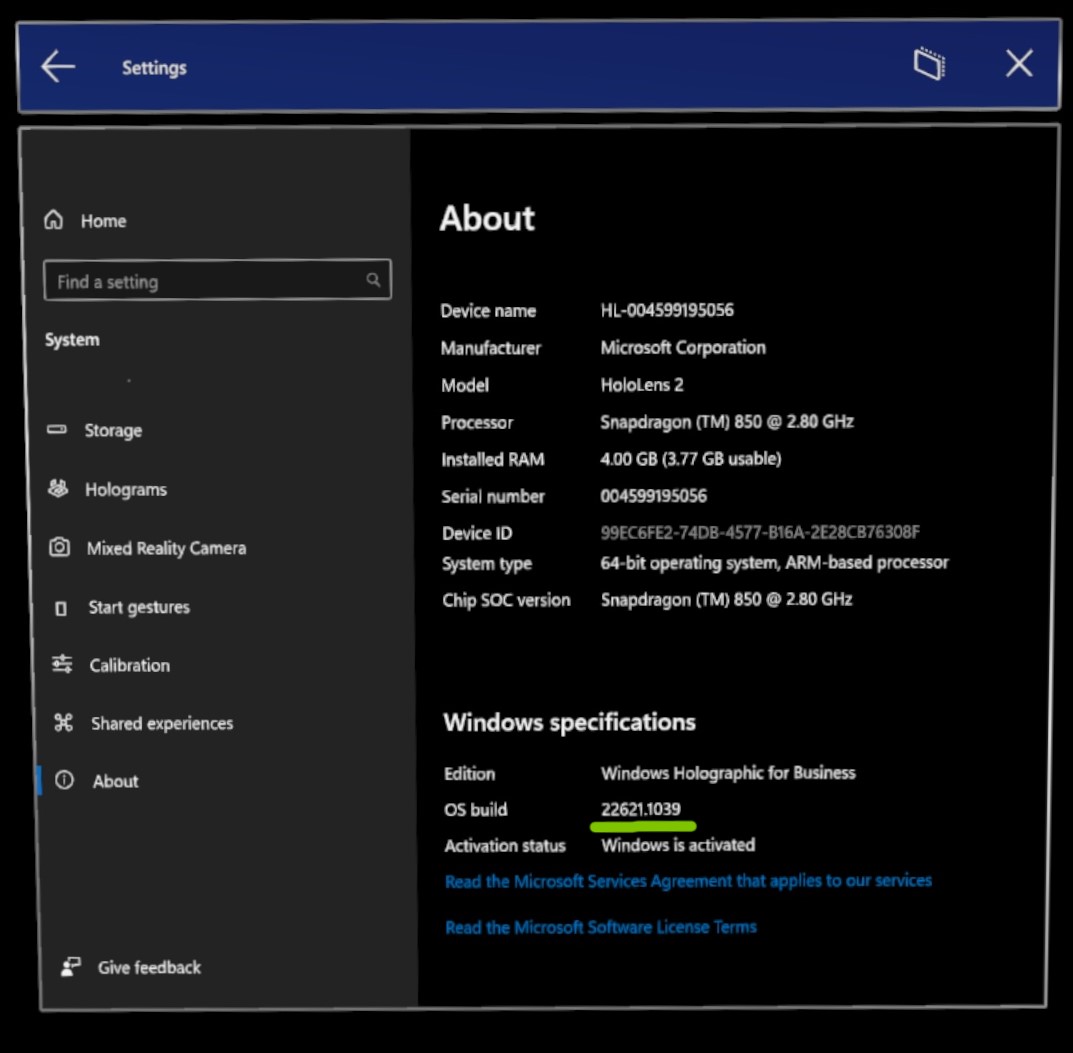 Settings
Home
Find a setting
System
Storage
Holograms
Mixed Reality Camera
Start gestures
Calibration
Shared experiences
About
Give feedback
About
Device name HL-004599195056
Manufacturer Microsoft Corporation
Model HoloLens 2
Processor Snapdragon (TM) 850 @ 2.80 GHz
Installed RAM 4.00 GB (3.77 GB usable)
Serial number 004599195056
Device ID 99EC6FE2-74DB-4577-B16A-2E28CB76308F
System type 64-bit operating system, ARM-based processor
Chip SOC version Snapdragon (TM) 850 @ 2.80 GHz
Windows specifications
Edition Windows Holographic for Business
OS build 22621.1039
Activation status Windows is activated
Read the Microsoft Services Agreement that applies to our services
Read the Microsoft Software License Terms